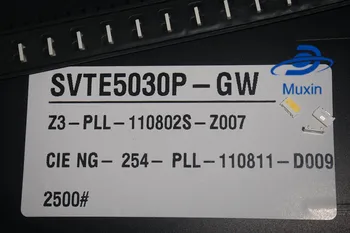 SVTE5030P-GW
Muxin
Z3-PLL-110802S-Z007
CIE NG-254-PLL-110811-D009
2500#